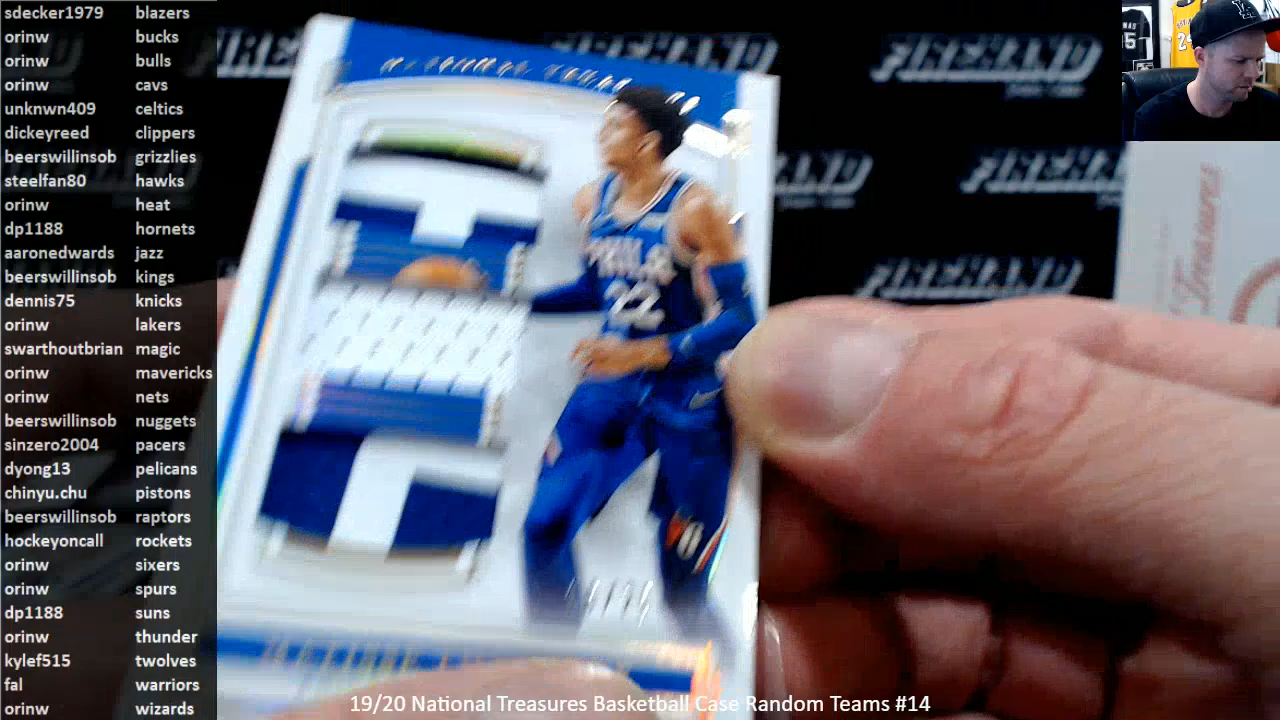 sdecker1979 blazers
orinw bucks
orinw bulls
orinw cavs
unknwn409 celtics
dickeyreed clippers
beerswillinsob grizzlies
steelfan80 hawks
orinw heat
dp1188 hornets
aaronedwards jazz
beerswillinsob kings
dennis75 knicks
orinw lakers
swarthoutbrian magic
orinw mavericks
orinw nets
beerswillinsob nuggets
sinzero2004 pacers
dyong13 pelicans
chinyu.chu pistons
beerswillinsob raptors
hockeyoncall rockets
orinw sixers
orinw spurs
dp1188 suns
orinw thunder
kylef515 twolves
fal warriors
orinw wizards
FIREHAND
FIREHAND
FIREHAND
FIREHAND
PHILA
22
Treasures
19/20 National Treasures Basketball Case Random Teams #14